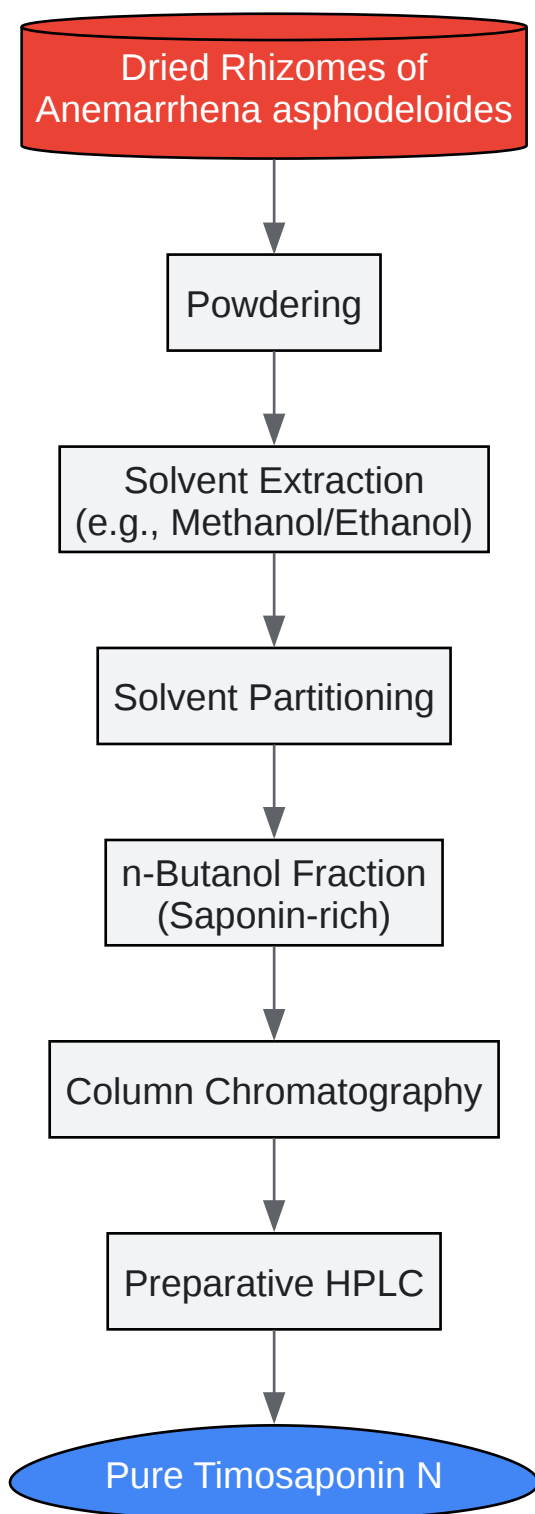 Dried Rhizomes of
Anemarrhena asphodeloides
Powdering
Solvent Extraction
(e.g., Methanol/Ethanol)
Solvent Partitioning
n-Butanol Fraction
(Saponin-rich)
Column Chromatography
Preparative HPLC
Pure Timosaponin N